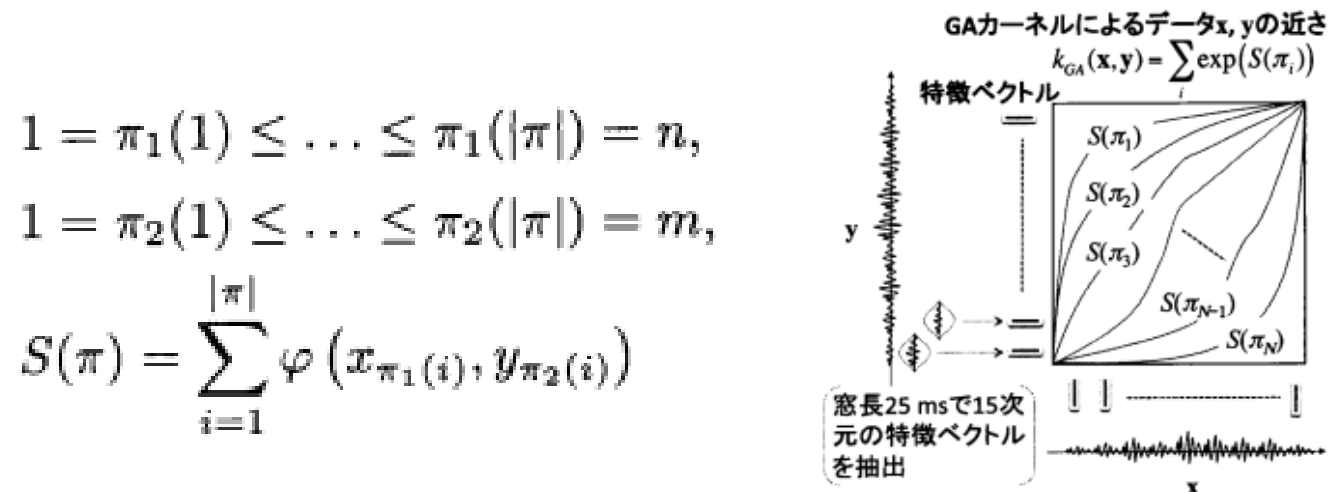 1 = π₁(1) ≤ … ≤ π₁(|π|) = n,
1 = π₂(1) ≤ … ≤ π₂(|π|) = m,
S(π) = ∑_{i=1}^{|π|} φ(x_{π₁(i)}, y_{π₂(i)})
GAカーネルによるデータx, yの近さ
k_{GA}(x,y) = ∑_i exp(S(π_i))
特徴ベクトル
S(π₁)
S(π₂)
S(π₃)
S(π_{N-1})
S(π_N)
y
窓長25 msで15次
元の特徴ベクトル
を抽出
x